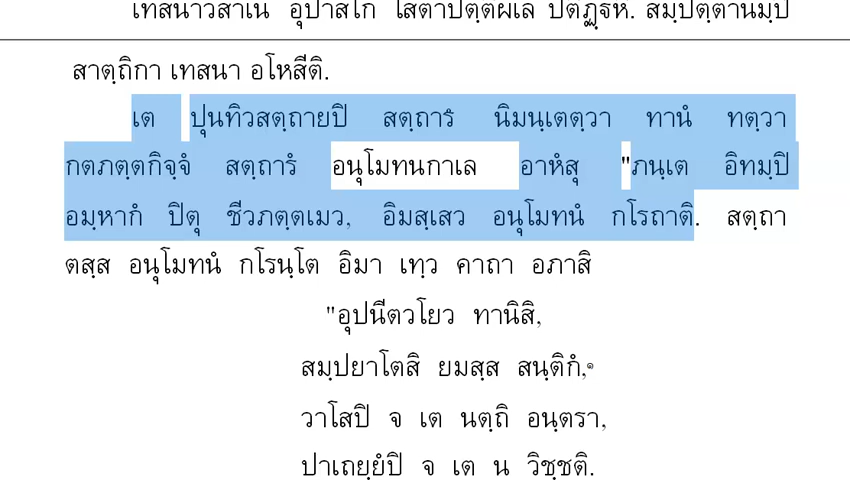 เทสนาวสาเน อุปาสโก โสตาปตฺตผเล ปติฏฺฐหิ. สมฺปตฺตานมฺปิ
สาตฺถิกา เทสนา อโหสีติ.
เต ปุนทิวสตฺถายปิ สตฺถารํ นิมนฺเตตฺวา ทานํ ทตฺวา
กตภตฺตกิจฺจํ สตฺถารํ อนุโมทนกาเล อาหํสุ "ภนฺเต อิทมฺปิ
อมฺหากํ ปิตุ ชีวภตฺตเมว, อิมสฺเสว อนุโมทนํ กโรถาติ. สตฺถา
ตสฺส อนุโมทนํ กโรนฺโต อิมา เทฺว คาถา อภาสิ
"อุปนีตวโยว ทานิสิ,
สมฺปยาโตสิ ยมสฺส สนฺติกํ,๑
วาโสปิ จ เต นตฺถิ อนฺตรา,
ปาเถยฺยํปิ จ เต น วิชฺชติ.